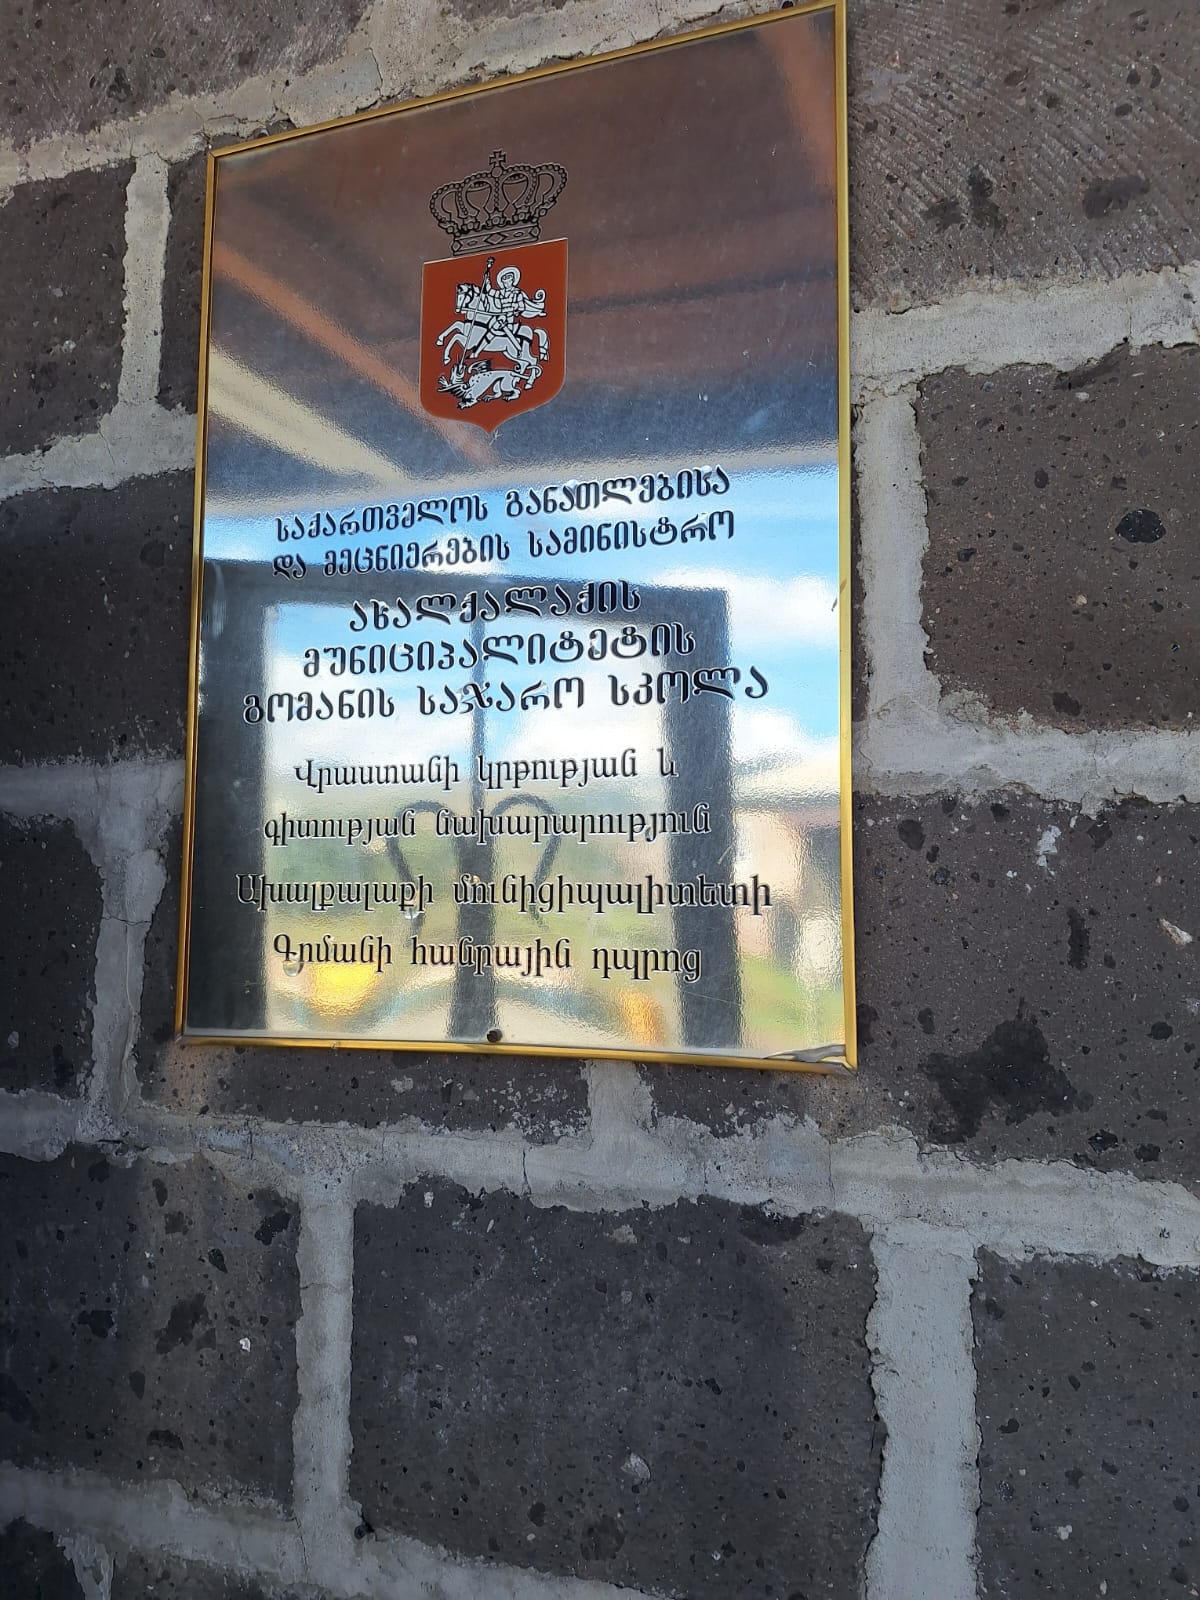 საქართველოს განათლებისა
და მეცნიერების სამინისტრო
ახალქალაქის
მუნიციპალიტეტის
გომანის საჯარო სკოლა
Վրաստանի կրթության և
գիտության նախարարություն
Ախալքալաքի մունիցիպալիտետի
Գոմանի հանրային դպրոց